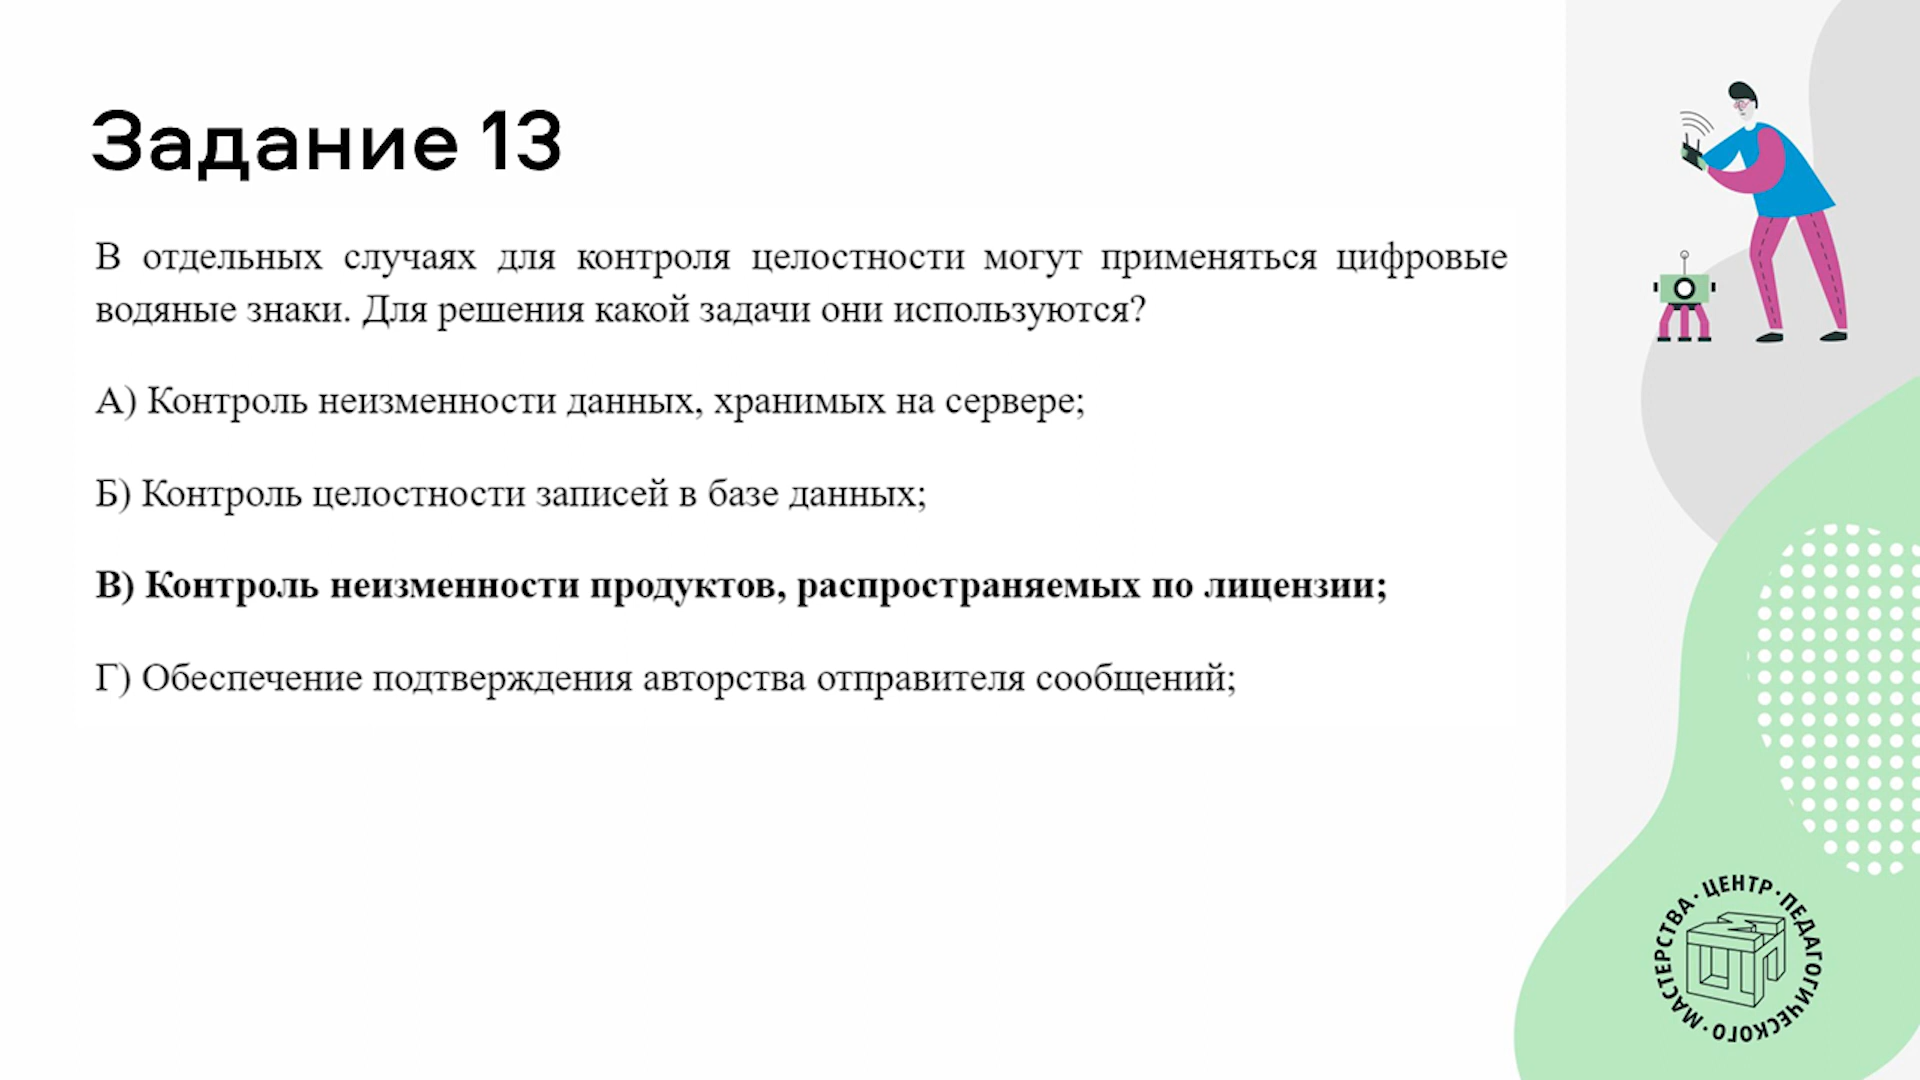 Задание 13
В отдельных случаях для контроля целостности могут применяться цифровые
водяные знаки. Для решения какой задачи они используются?
А) Контроль неизменности данных, хранимых на сервере;
Б) Контроль целостности записей в базе данных;
В) Контроль неизменности продуктов, распространяемых по лицензии;
Г) Обеспечение подтверждения авторства отправителя сообщений;
ЦЕНТР·ПЕДАГОГИЧЕСКОГО·МАСТЕРСТВА·